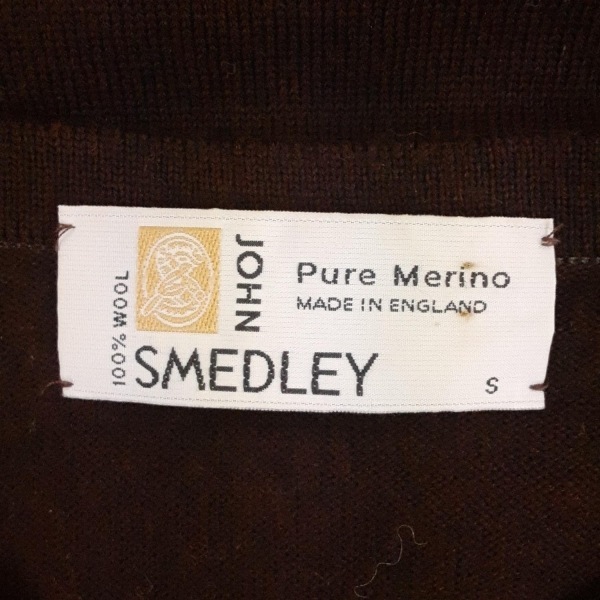 100% WOOL
JOHN
SMEDLEY
Pure Merino
MADE IN ENGLAND
S